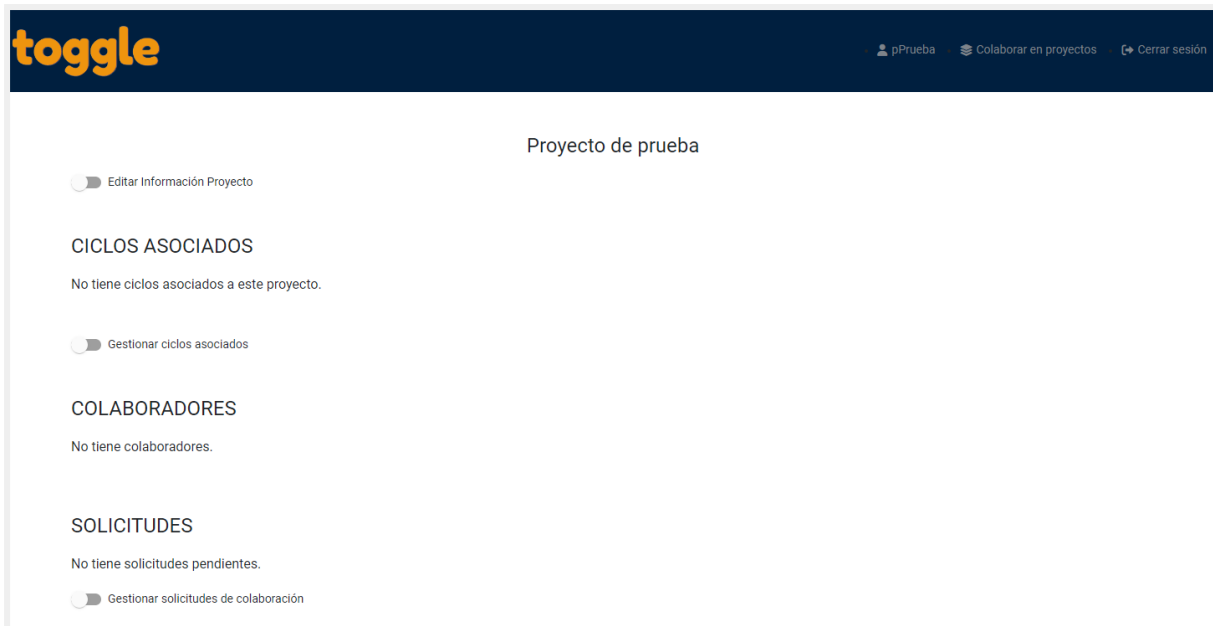 toggle
pPrueba
Colaborar en proyectos
Cerrar sesión
Proyecto de prueba
Editar Información Proyecto
CICLOS ASOCIADOS
No tiene ciclos asociados a este proyecto.
Gestionar ciclos asociados
COLABORADORES
No tiene colaboradores.
SOLICITUDES
No tiene solicitudes pendientes.
Gestionar solicitudes de colaboración